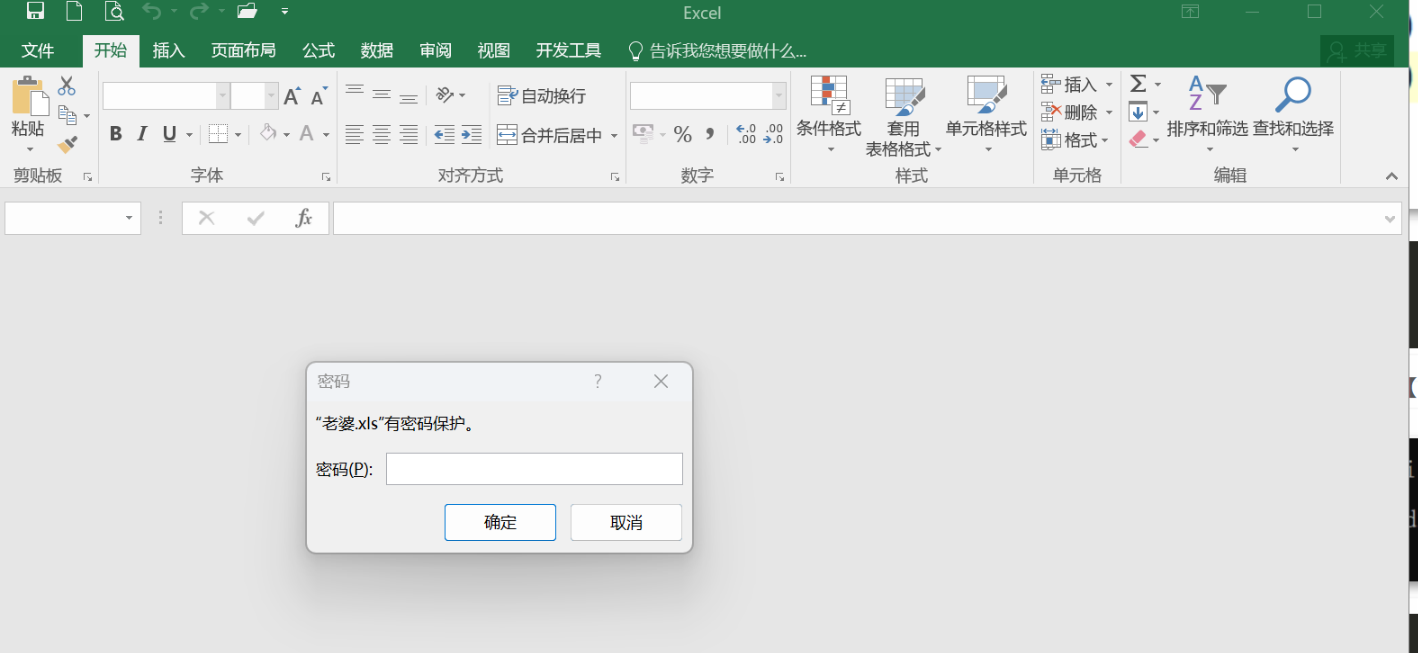 Excel
文件 开始 插入 页面布局 公式 数据 审阅 视图 开发工具 告诉我您想要做什么... 共享
自动换行 插入
粘贴 条件格式 套用 单元格样式 删除 排序和筛选 查找和选择
B I U A 合并后居中 % 表格格式 格式
剪贴板 字体 对齐方式 数字 样式 单元格 编辑
fx
密码 ?
“老婆.xls”有密码保护。
密码(P):
确定 取消